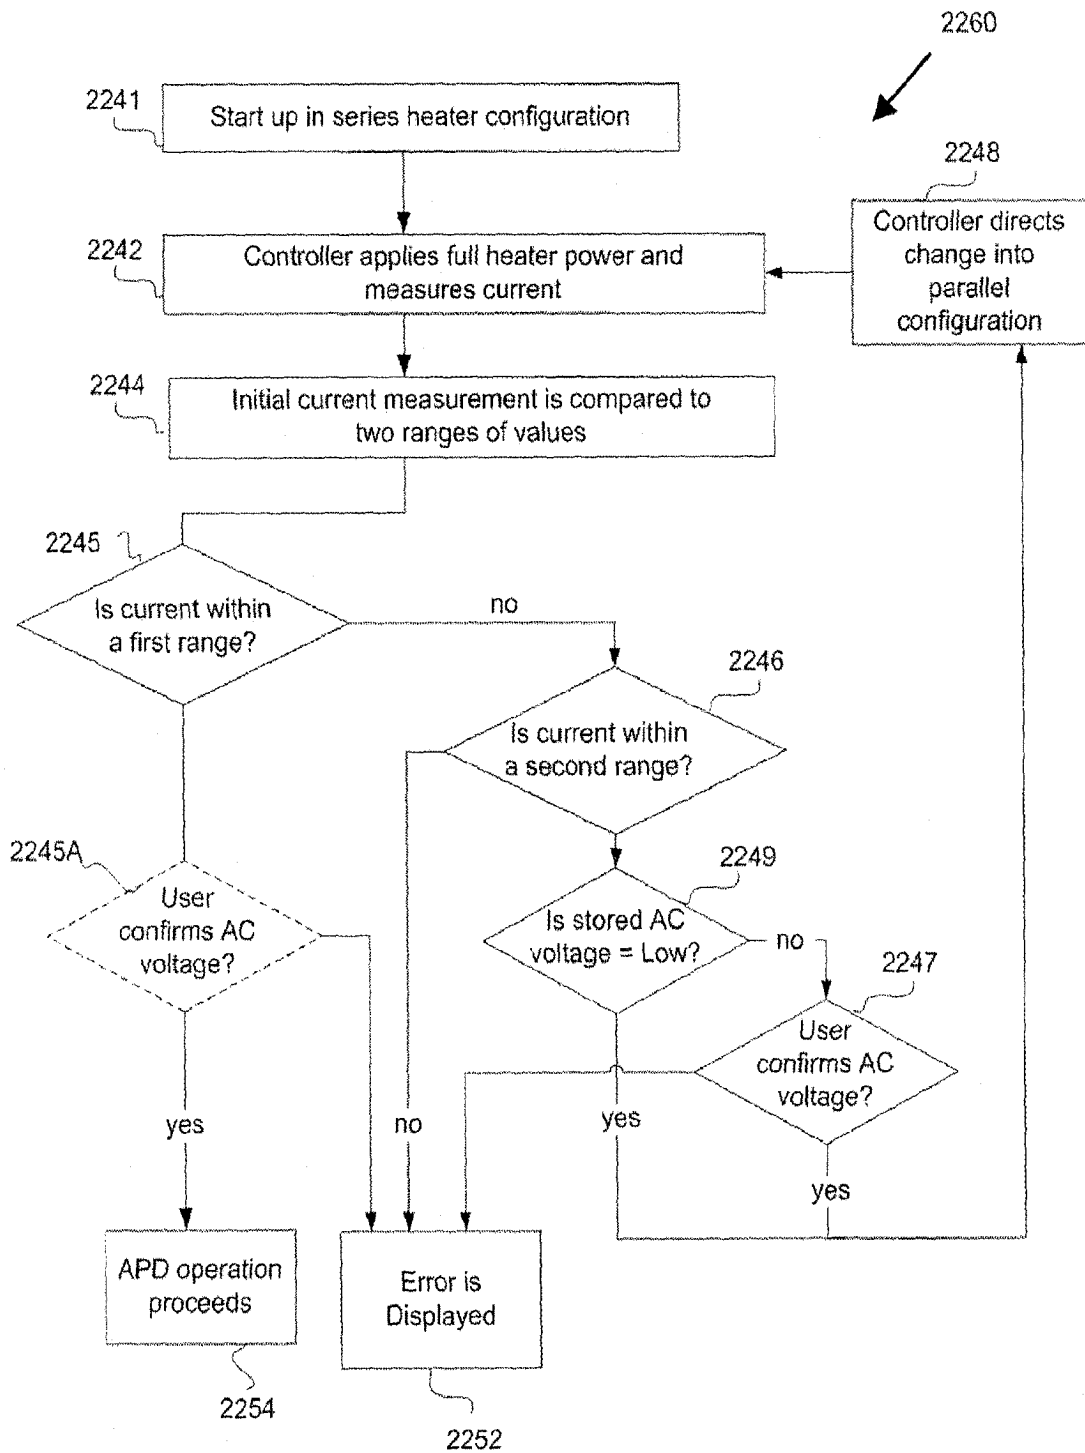 2260
2241
Start up in series heater configuration
2248
Controller directs
change into
parallel
configuration
2242
Controller applies full heater power and
measures current
2244
Initial current measurement is compared to
two ranges of values
2245
Is current within
a first range?
no
2246
Is current within
a second range?
2245A
User
confirms AC
voltage?
2249
Is stored AC
voltage = Low?
no
2247
User
confirms AC
voltage?
yes
no
yes
yes
APD operation
proceeds
Error is
Displayed
2254
2252